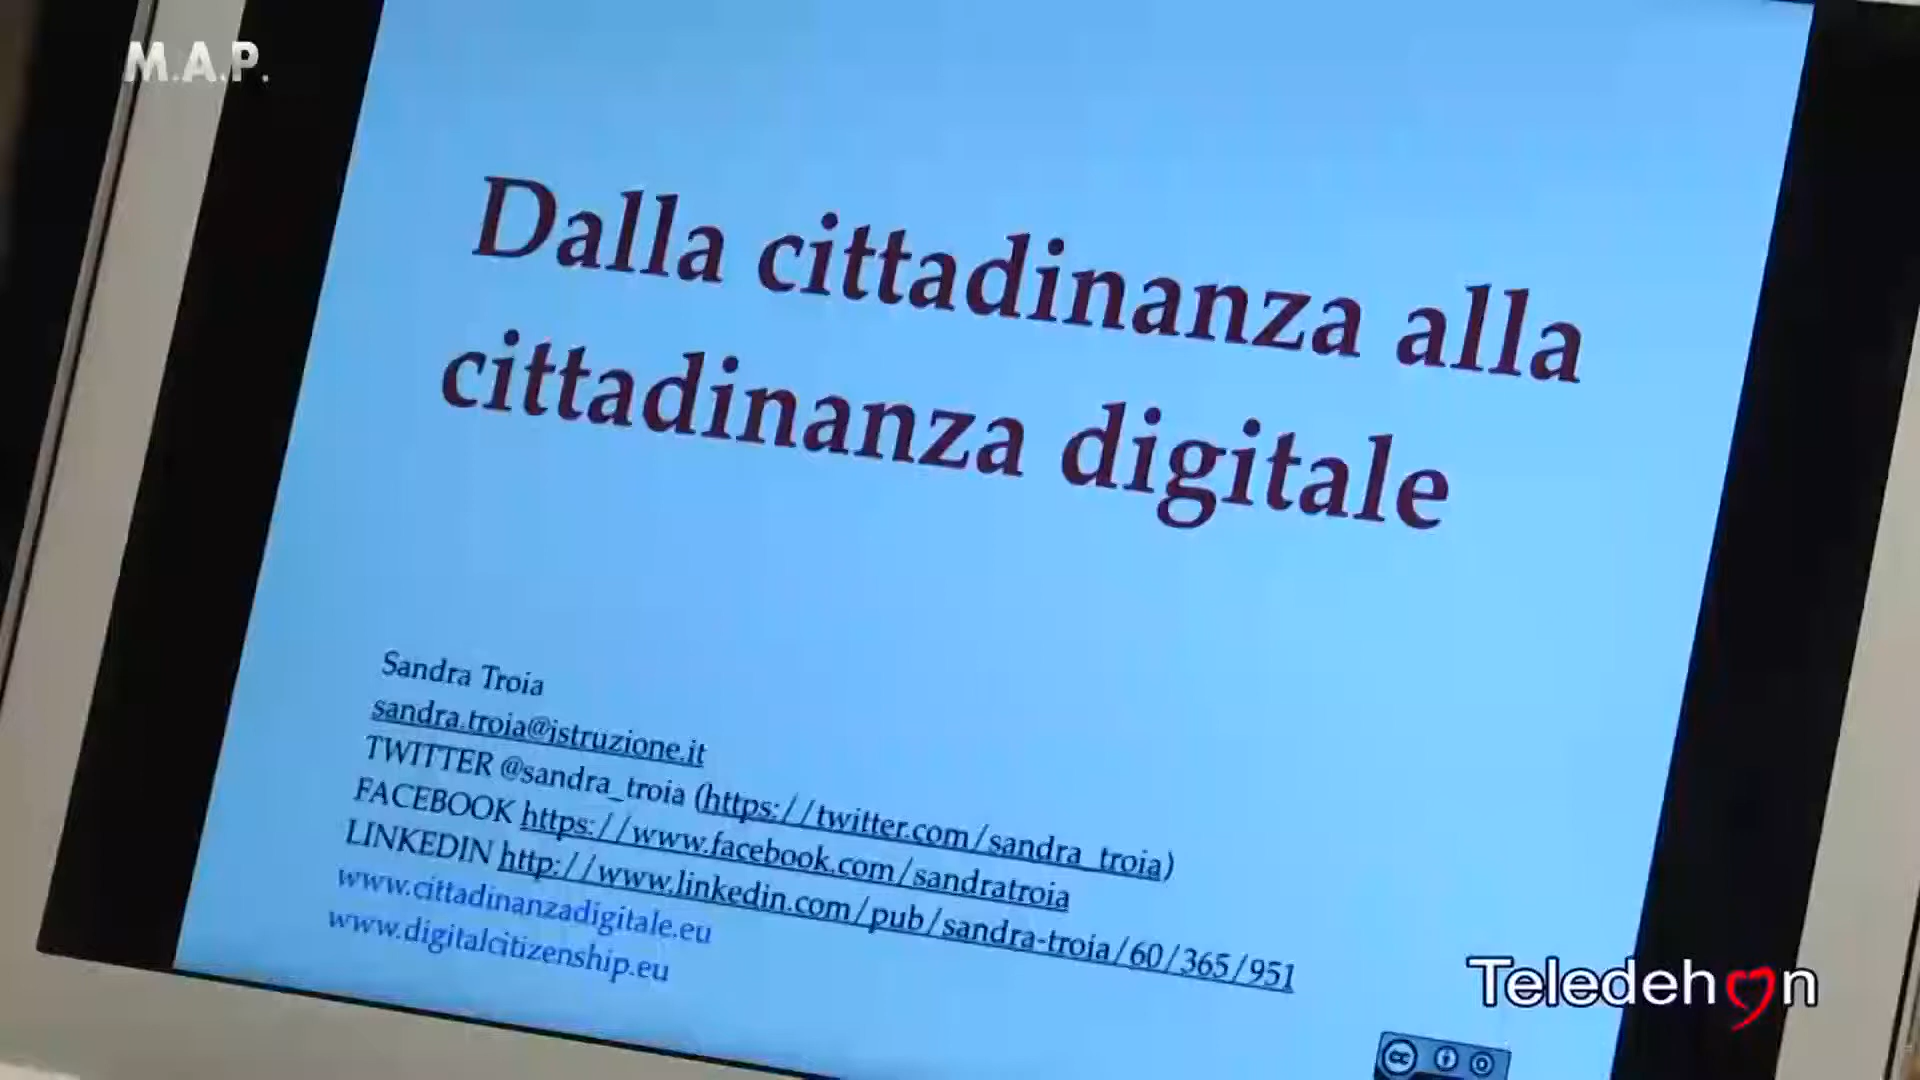 M.A.P.
Dalla cittadinanza alla
cittadinanza digitale
Sandra Troia
sandra.troia@istruzione.it
TWITTER @sandra_troia (https://twitter.com/sandra_troia)
FACEBOOK https://www.facebook.com/sandratroia
LINKEDIN http://www.linkedin.com/pub/sandra-troia/60/365/951
www.cittadinanzadigitale.eu
www.digitalcitizenship.eu
Teledehon
cc